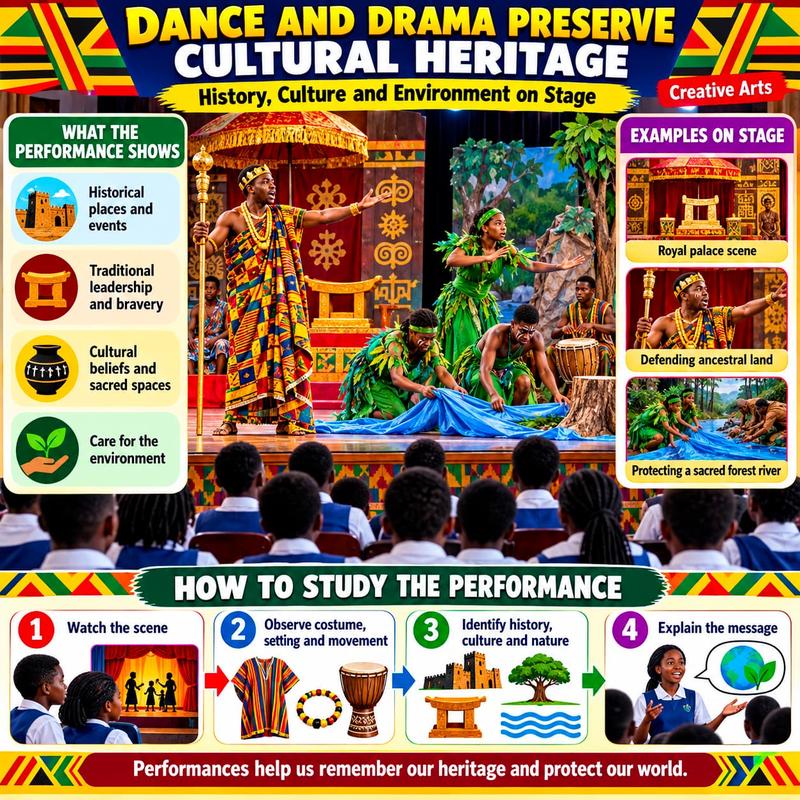 DANCE AND DRAMA PRESERVE
CULTURAL HERITAGE
History, Culture and Environment on Stage
Creative Arts
WHAT THE
PERFORMANCE SHOWS
Historical
places and
events
Traditional
leadership
and bravery
Cultural
beliefs and
sacred spaces
Care for the
environment
EXAMPLES ON STAGE
Royal palace scene
Defending ancestral land
Protecting a sacred forest river
HOW TO STUDY THE PERFORMANCE
1 Watch the scene
2 Observe costume,
setting and movement
3 Identify history,
culture and nature
4 Explain the message
Performances help us remember our heritage and protect our world.